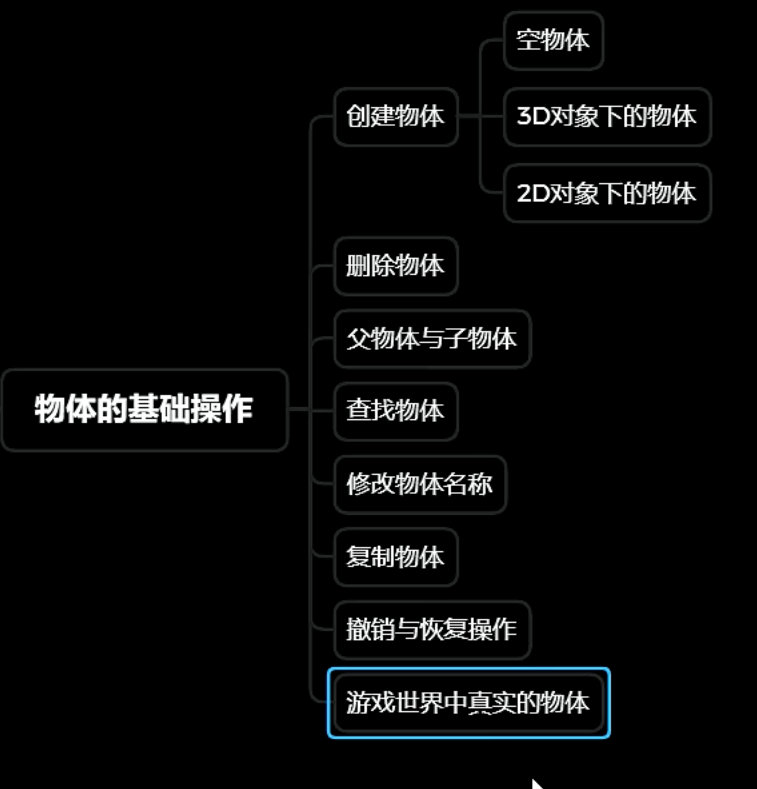 空物体
创建物体
3D对象下的物体
2D对象下的物体
删除物体
父物体与子物体
物体的基础操作
查找物体
修改物体名称
复制物体
撤销与恢复操作
游戏世界中真实的物体